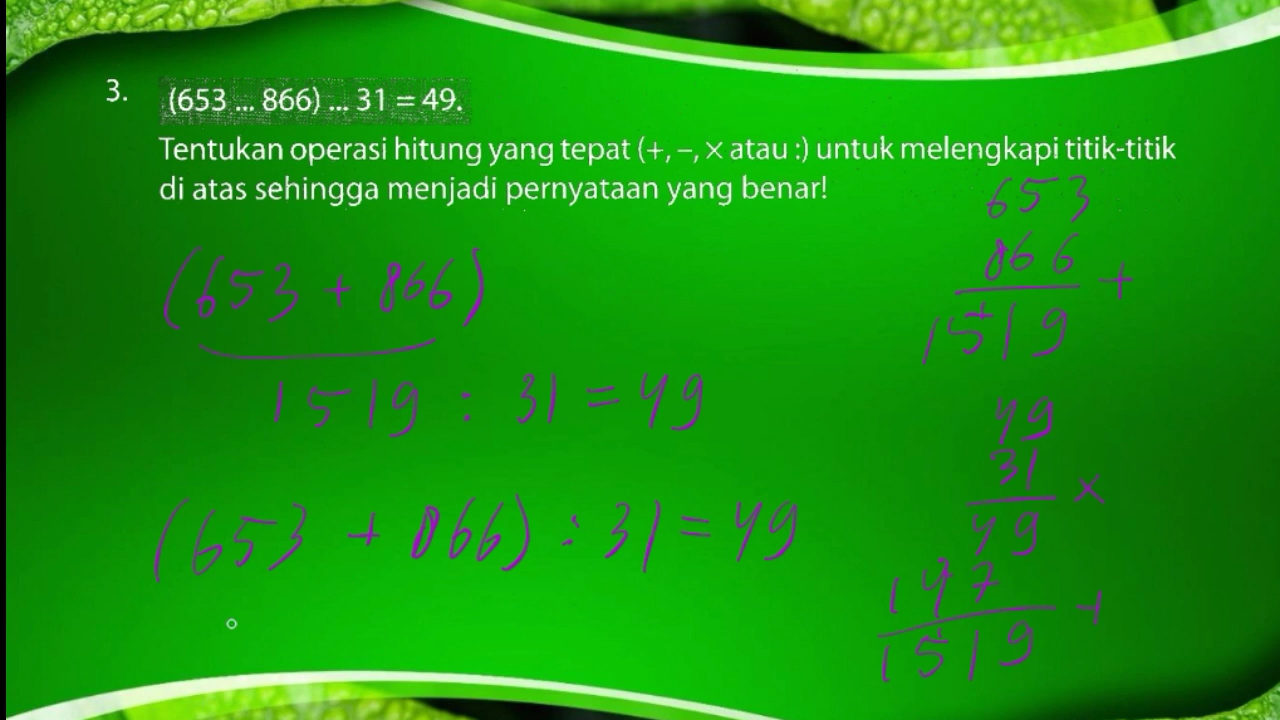 3. (653 ... 866) ... 31 = 49.
Tentukan operasi hitung yang tepat (+, –, × atau :) untuk melengkapi titik-titik
di atas sehingga menjadi pernyataan yang benar!
(653 + 866)
1519 : 31 = 49
(653 + 866) : 31 = 49
653
866 +
1519
49
31 ×
49
147 +
1519